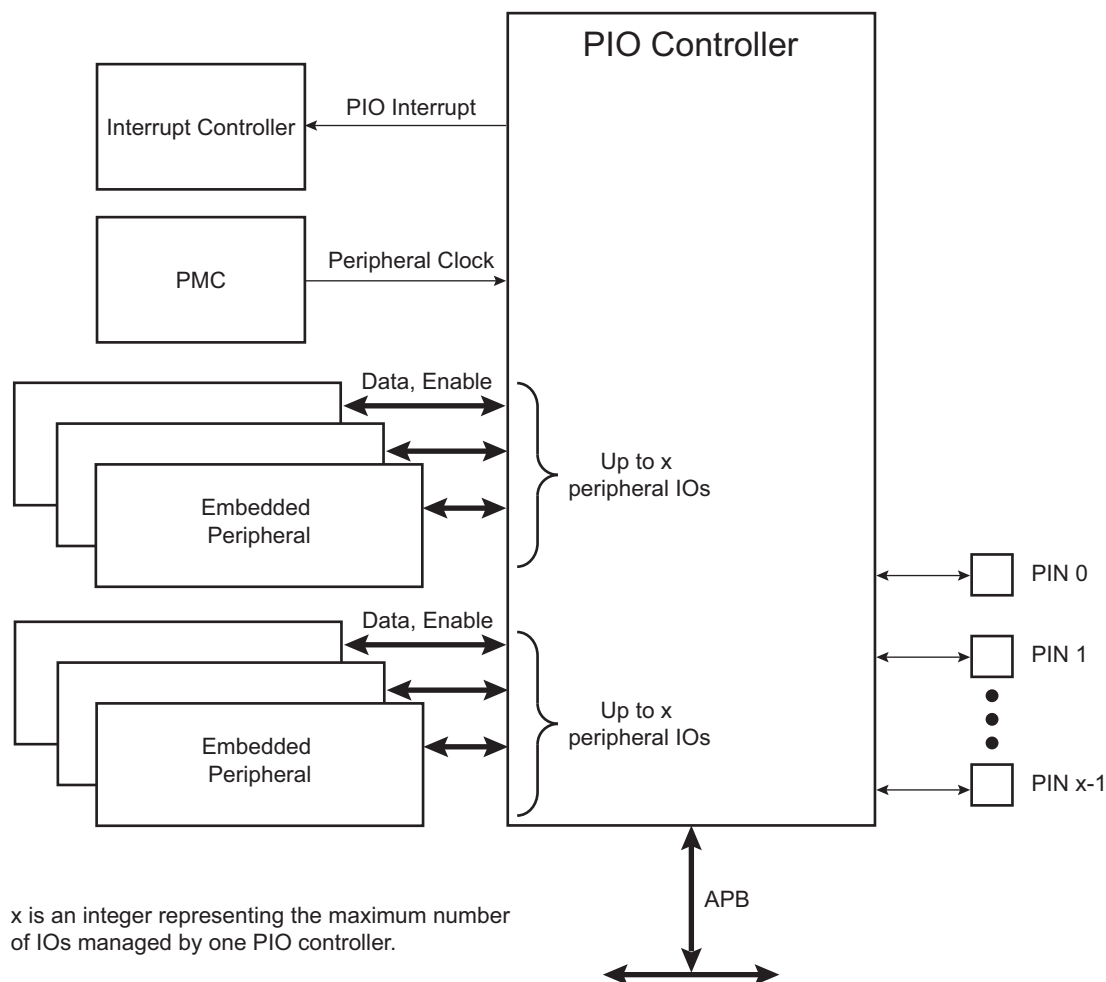 PIO Controller
PIO Interrupt
Interrupt Controller
Peripheral Clock
PMC
Data, Enable
Up to x
peripheral IOs
Embedded
Peripheral
PIN 0
Data, Enable
PIN 1
Up to x
peripheral IOs
Embedded
Peripheral
PIN x-1
APB
x is an integer representing the maximum number
of IOs managed by one PIO controller.